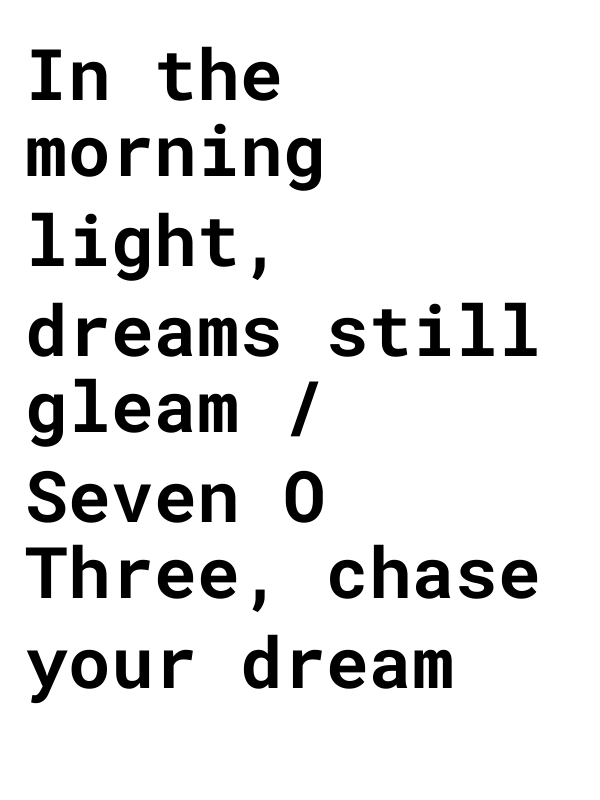 In the
morning
light,
dreams still
gleam /
Seven O
Three, chase
your dream